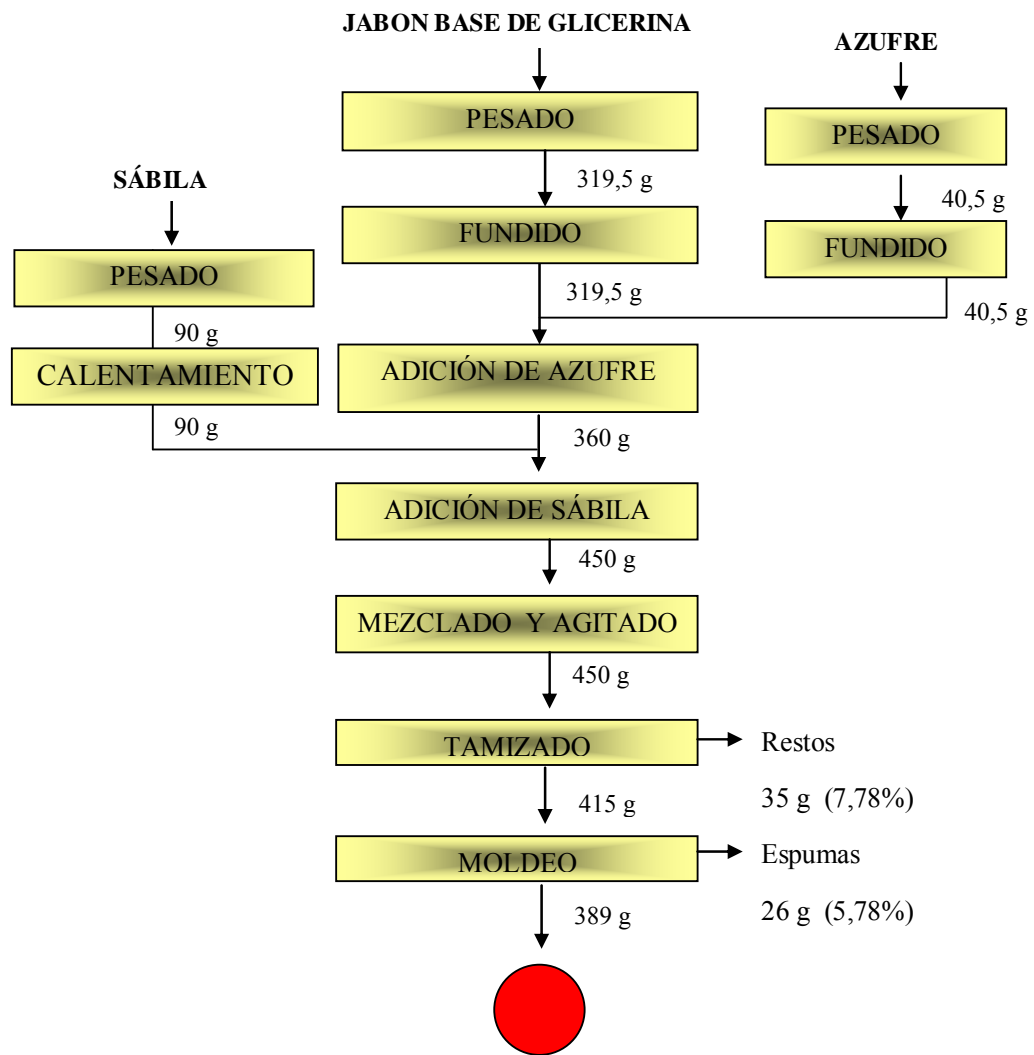 JABON BASE DE GLICERINA
AZUFRE
PESADO
PESADO
SÁBILA
319,5 g
40,5 g
FUNDIDO
FUNDIDO
PESADO
319,5 g
40,5 g
90 g
CALENTAMIENTO
ADICIÓN DE AZUFRE
90 g
360 g
ADICIÓN DE SÁBILA
450 g
MEZCLADO Y AGITADO
450 g
TAMIZADO
Restos
415 g
35 g (7,78%)
MOLDEO
Espumas
389 g
26 g (5,78%)